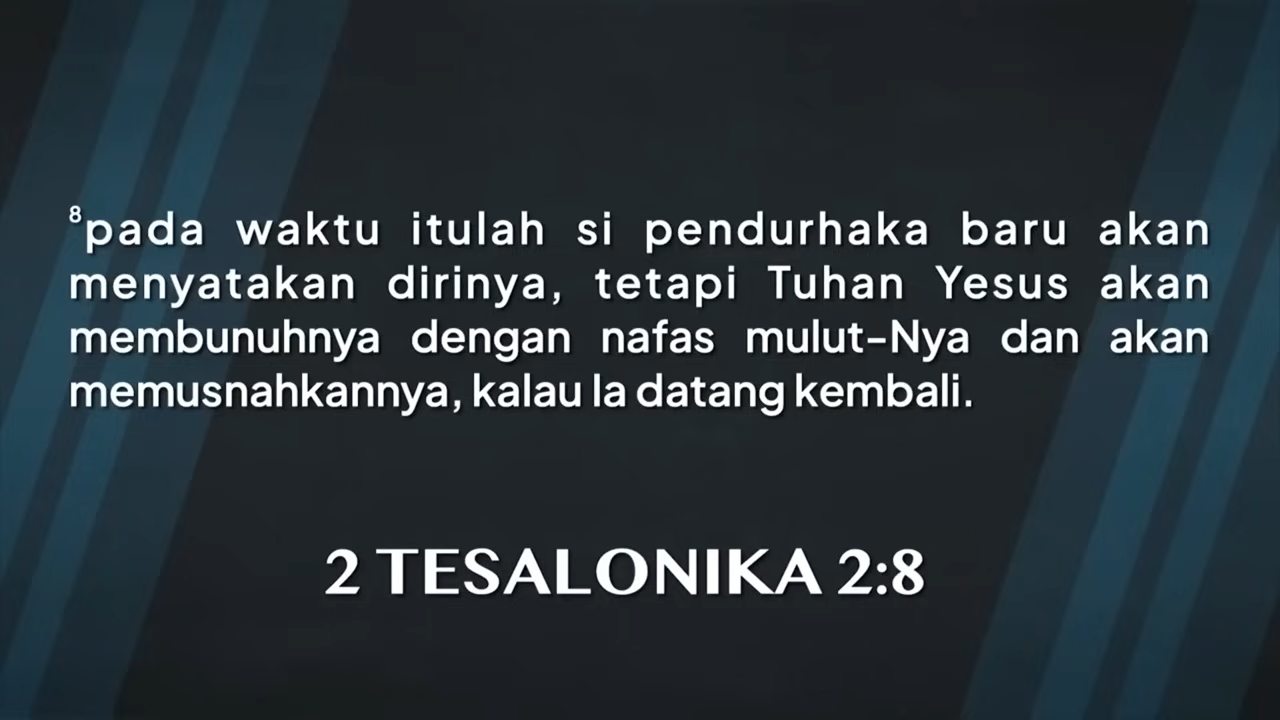 ⁸pada waktu itulah si pendurhaka baru akan
menyatakan dirinya, tetapi Tuhan Yesus akan
membunuhnya dengan nafas mulut–Nya dan akan
memusnahkannya, kalau Ia datang kembali.
2 TESALONIKA 2:8